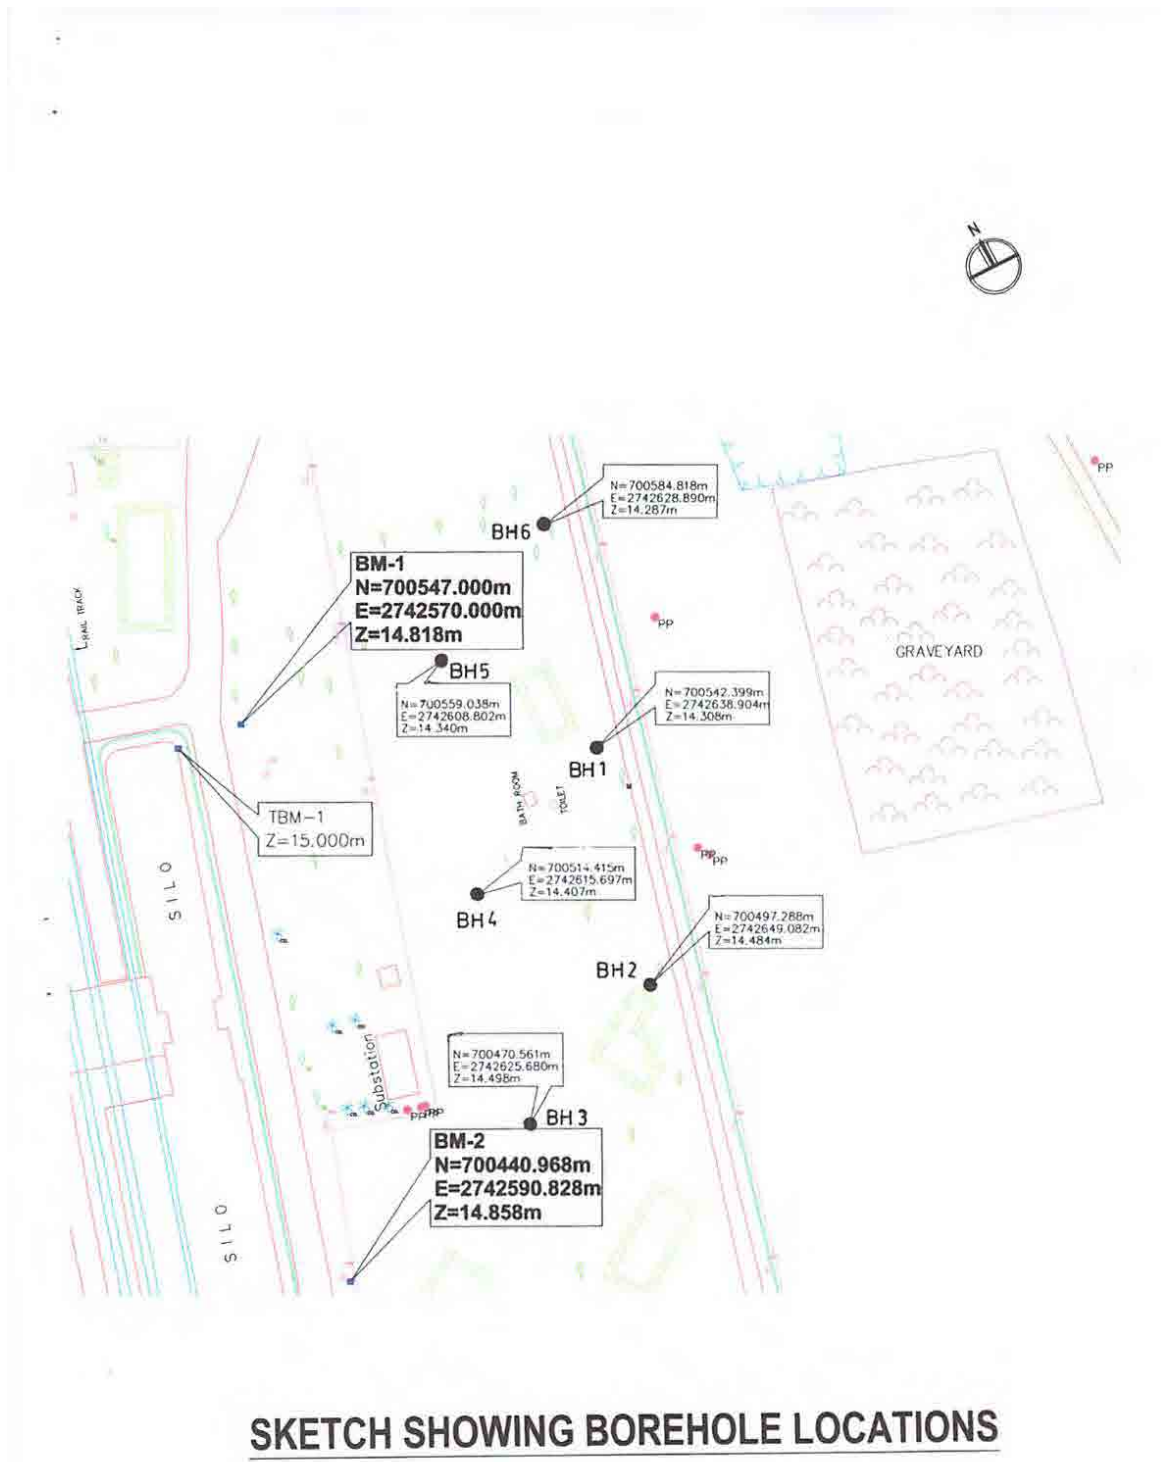 N
PP
N=700584.818m
E=2742628.890m
Z=14.287m
BH6
BM-1
N=700547.000m
E=2742570.000m
Z=14.818m
RAIL TRACK
PP
GRAVEYARD
BH5
N=700559.038m
E=2742608.802m
Z=14.340m
N=700542.399m
E=2742638.904m
Z=14.308m
BH1
BATH ROOM
TOILET
TBM-1
Z=15.000m
PP
PP
SILO
N=700514.415m
E=2742615.697m
Z=14.407m
BH4
N=700497.288m
E=2742649.082m
Z=14.484m
BH2
Substation
N=700470.561m
E=2742625.680m
Z=14.498m
PP
BH3
BM-2
N=700440.968m
E=2742590.828m
Z=14.858m
SILO
SKETCH SHOWING BOREHOLE LOCATIONS